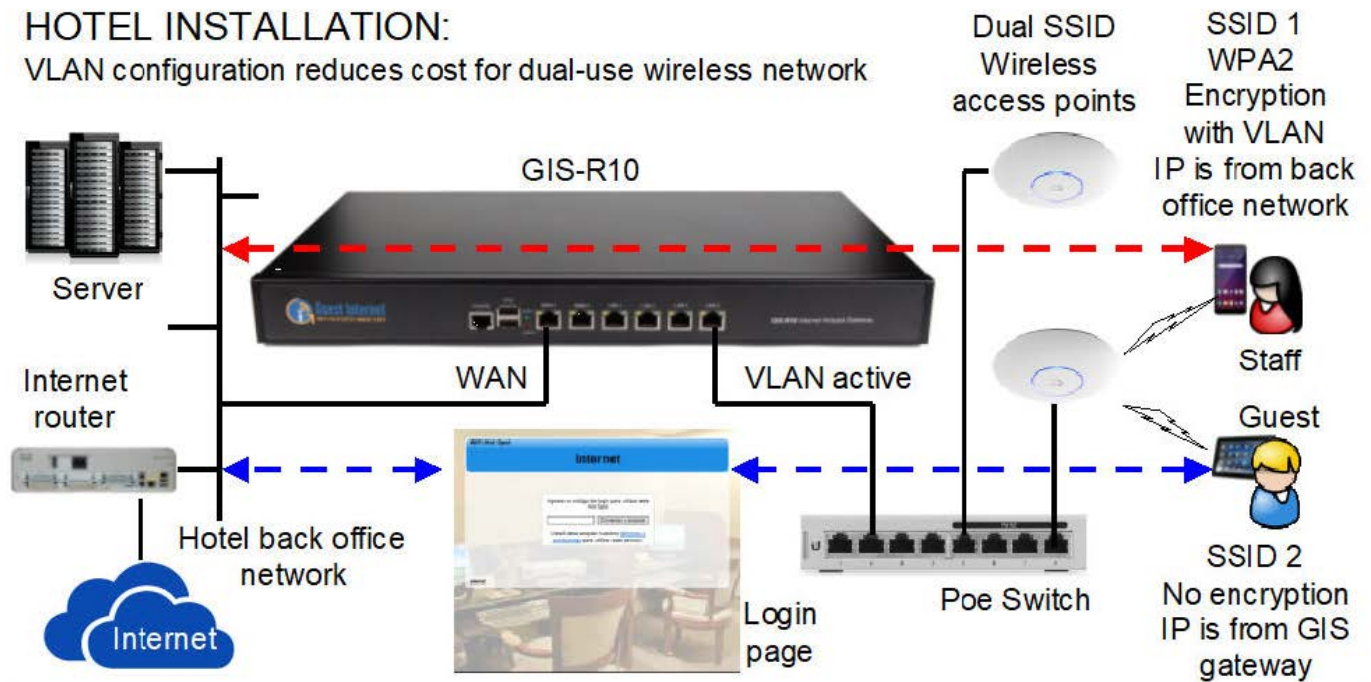 HOTEL INSTALLATION:
VLAN configuration reduces cost for dual-use wireless network
Dual SSID
Wireless
access points
SSID 1
WPA2
Encryption
with VLAN
IP is from back
office network
GIS-R10
Server
Guest Internet
WAN
VLAN active
Staff
Internet
router
Internet
Guest
Hotel back office
network
Internet
Login
page
Poe Switch
SSID 2
No encryption
IP is from GIS
gateway